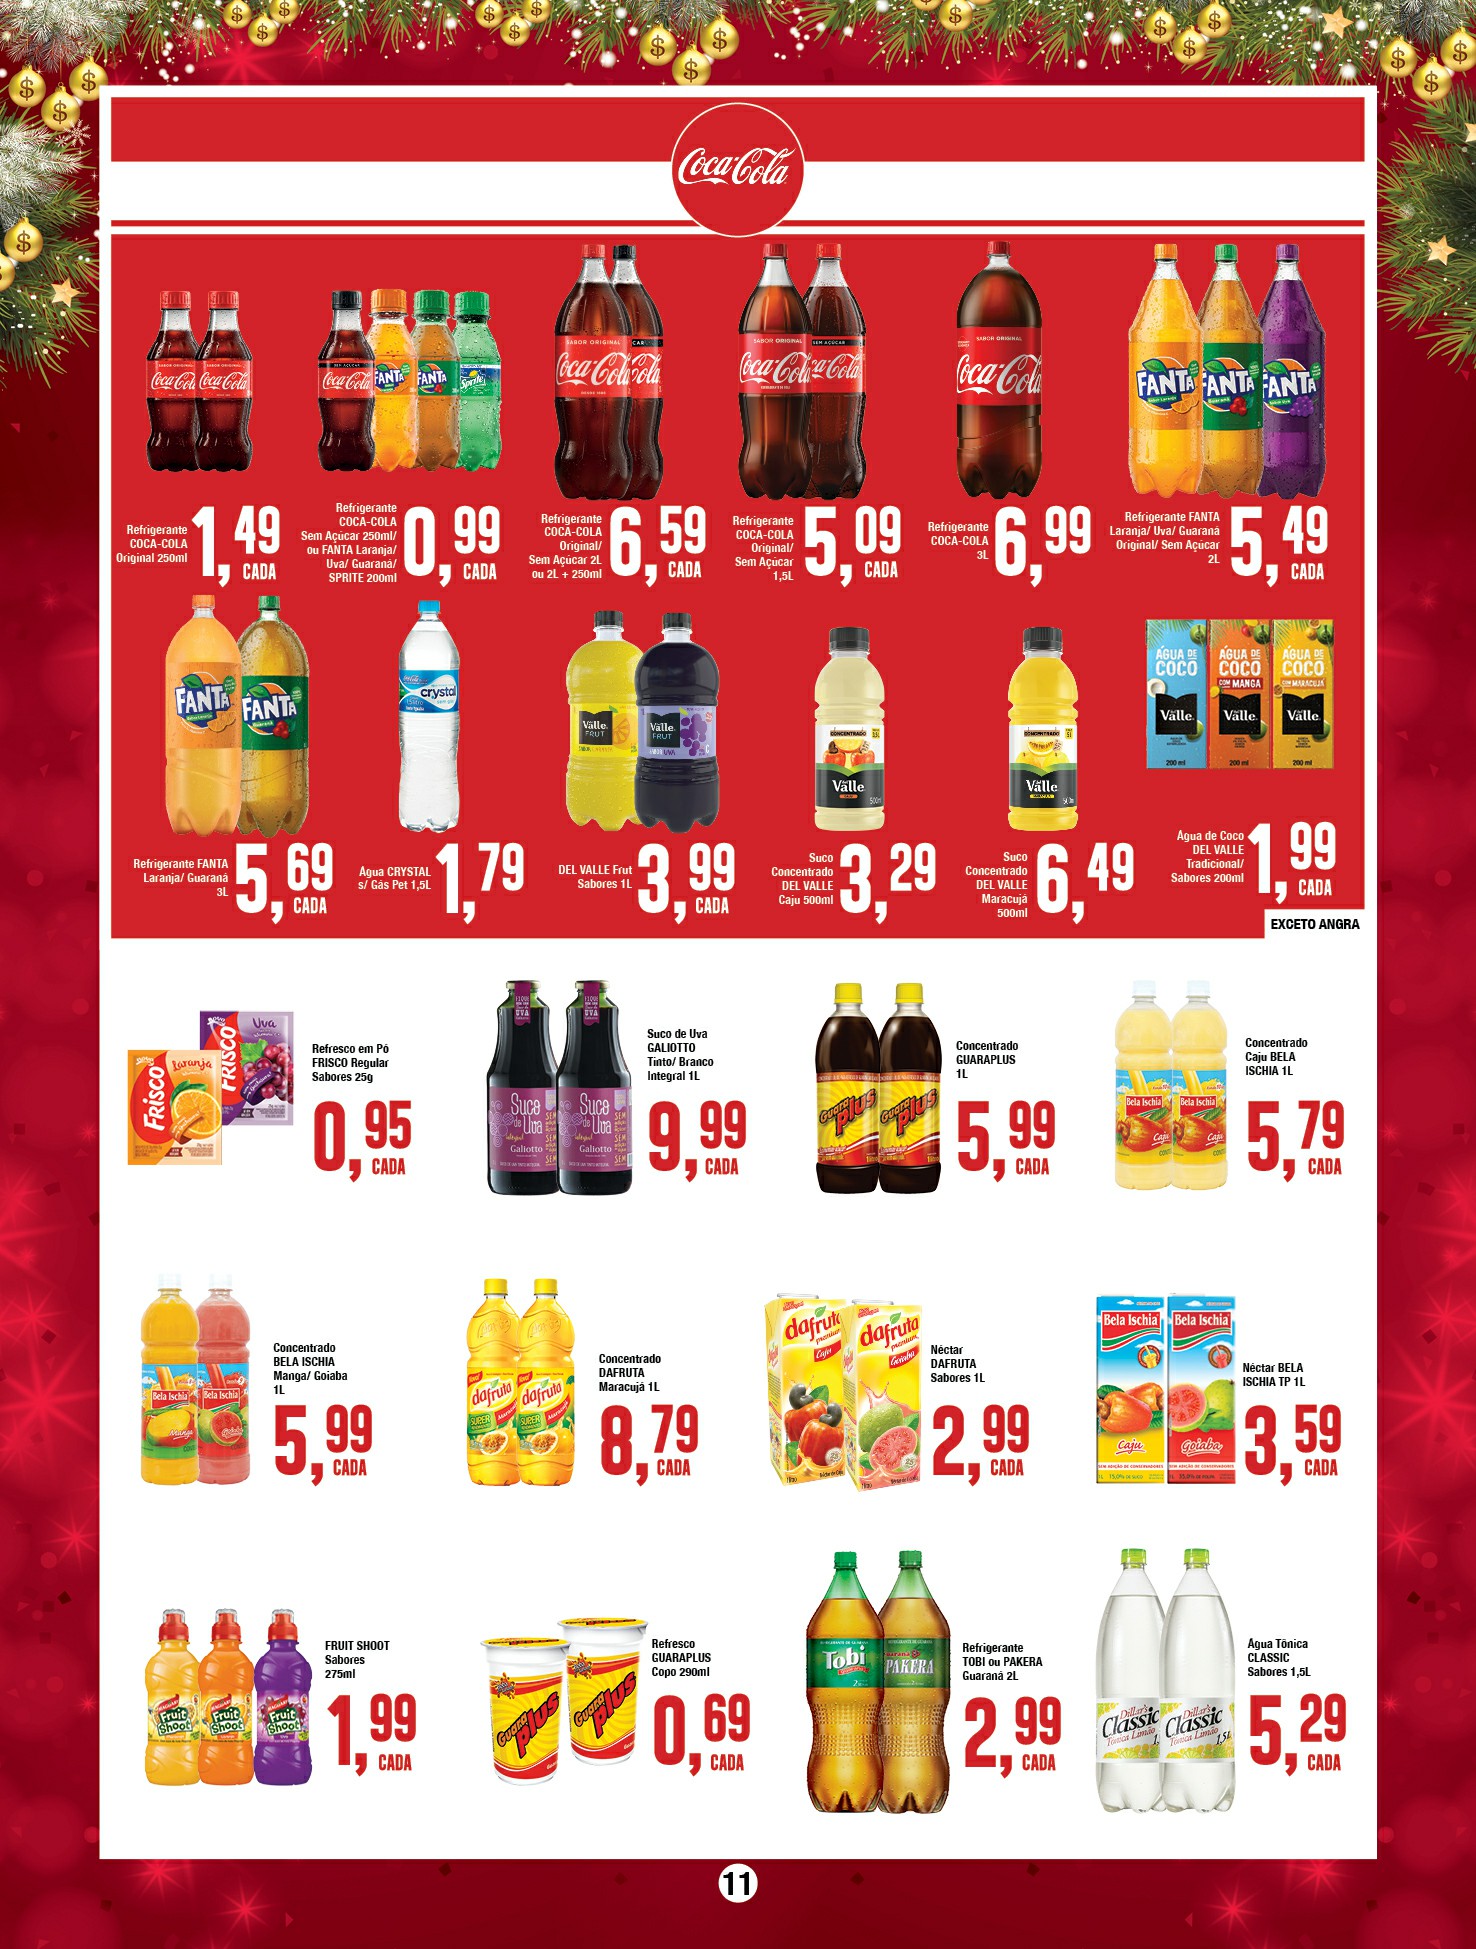 Coca-Cola
Refrigerante
COCA-COLA
Original 250ml
1,49
CADA
Refrigerante
COCA-COLA
Sem Açúcar 250ml/
ou FANTA Laranja/
Uva/ Guaraná/
SPRITE 200ml
0,99
CADA
Refrigerante
COCA-COLA
Original/
Sem Açúcar 2L
ou 2L + 250ml
6,59
CADA
Refrigerante
COCA-COLA
Original/
Sem Açúcar
1,5L
5,09
CADA
Refrigerante
COCA-COLA
3L
6,99
Refrigerante FANTA
Laranja/ Uva/ Guaraná
Original/ Sem Açúcar
2L
5,49
CADA
Refrigerante FANTA
Laranja/ Guaraná
3L
5,69
CADA
Água CRYSTAL
s/ Gás Pet 1,5L
1,79
DEL VALLE Frut
Sabores 1L
3,99
CADA
Suco
Concentrado
DEL VALLE
Caju 500ml
3,29
Suco
Concentrado
DEL VALLE
Maracujá
500ml
6,49
Água de Coco
DEL VALLE
Tradicional/
Sabores 200ml
1,99
CADA
EXCETO ANGRA
Refresco em Pó
FRISCO Regular
Sabores 25g
0,95
CADA
Suco de Uva
GALIOTTO
Tinto/ Branco
Integral 1L
9,99
CADA
Concentrado
GUARAPLUS
1L
5,99
CADA
Concentrado
Caju BELA
ISCHIA 1L
5,79
CADA
Concentrado
BELA ISCHIA
Manga/ Goiaba
1L
5,99
CADA
Concentrado
DAFRUTA
Maracujá 1L
8,79
CADA
Néctar
DAFRUTA
Sabores 1L
2,99
CADA
Néctar BELA
ISCHIA TP 1L
3,59
CADA
FRUIT SHOOT
Sabores
275ml
1,99
CADA
Refresco
GUARAPLUS
Copo 290ml
0,69
CADA
Refrigerante
TOBI ou PAKERA
Guaraná 2L
2,99
CADA
Água Tônica
CLASSIC
Sabores 1,5L
5,29
CADA
11